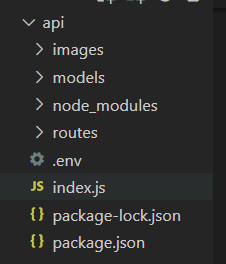 api
images
models
node_modules
routes
.env
JS index.js
{} package-lock.json
{} package.json